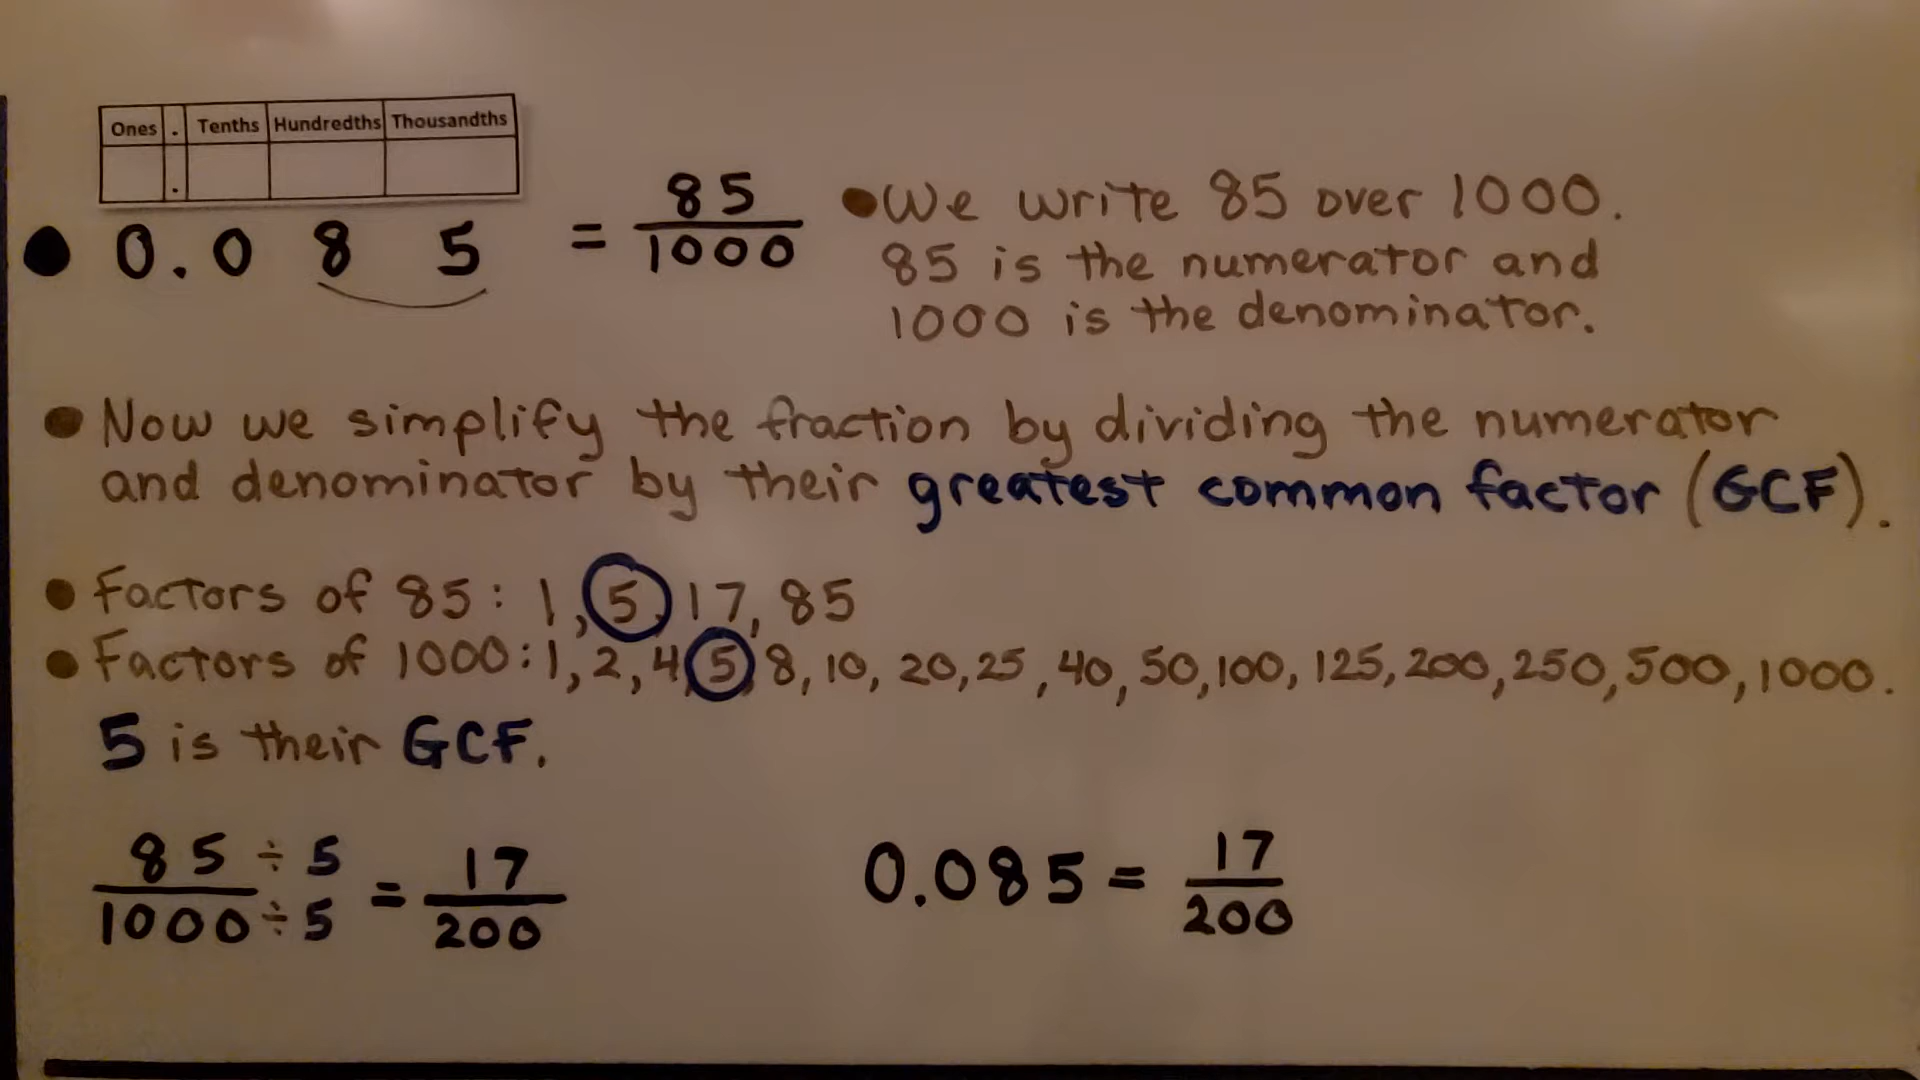 Ones . Tenths Hundredths Thousandths
.
0.085 = 85/1000
• We write 85 over 1000.
85 is the numerator and
1000 is the denominator.
• Now we simplify the fraction by dividing the numerator
and denominator by their greatest common factor (GCF).
• Factors of 85: 1, 5, 17, 85
• Factors of 1000: 1, 2, 4, 5, 8, 10, 20, 25, 40, 50, 100, 125, 200, 250, 500, 1000.
5 is their GCF.
85 ÷ 5 / 1000 ÷ 5 = 17/200
0.085 = 17/200